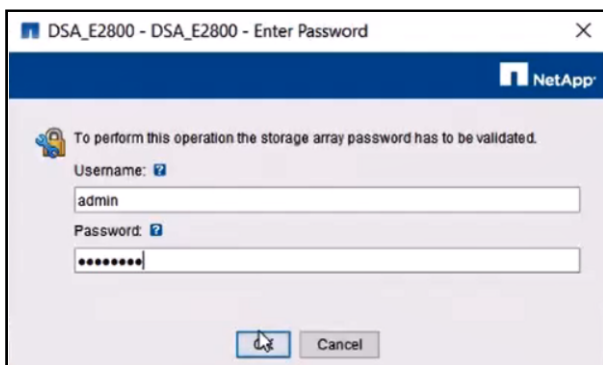 DSA_E2800 - DSA_E2800 - Enter Password
NetApp
To perform this operation the storage array password has to be validated.
Username:
admin
Password:
••••••••
Cancel